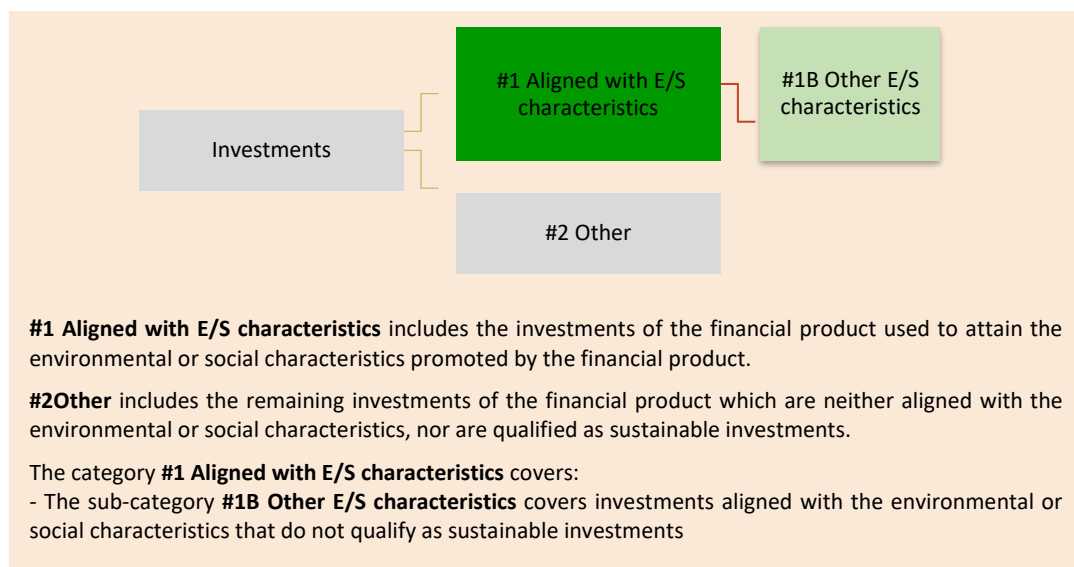 #1 Aligned with E/S
characteristics
#1B Other E/S
characteristics
Investments
#2 Other
#1 Aligned with E/S characteristics includes the investments of the financial product used to attain the
environmental or social characteristics promoted by the financial product.
#2Other includes the remaining investments of the financial product which are neither aligned with the
environmental or social characteristics, nor are qualified as sustainable investments.
The category #1 Aligned with E/S characteristics covers:
- The sub-category #1B Other E/S characteristics covers investments aligned with the environmental or
social characteristics that do not qualify as sustainable investments